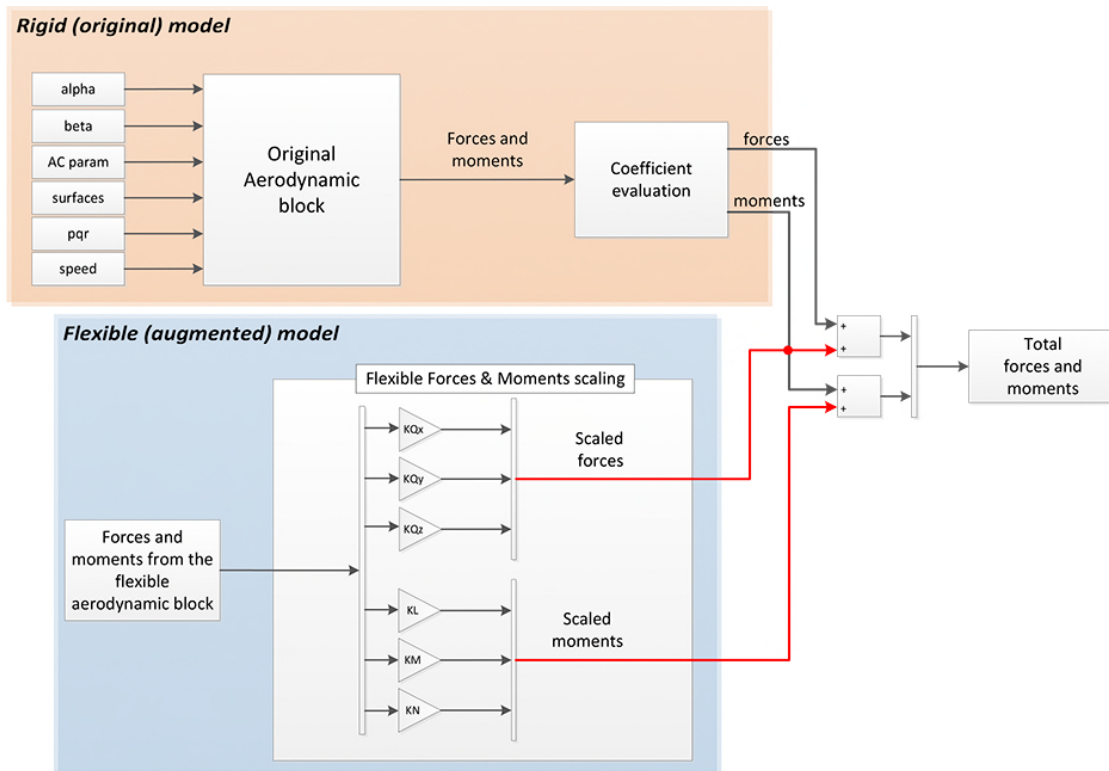 Rigid (original) model
alpha
beta
AC param
surfaces
pqr
speed
Original
Aerodynamic
block
Forces and
moments
Coefficient
evaluation
forces
moments
Flexible (augmented) model
Flexible Forces & Moments scaling
KQx
KQy
KQz
KL
KM
KN
Forces and
moments from the
flexible
aerodynamic block
Scaled
forces
Scaled
moments
+
+
+
+
Total
forces and
moments